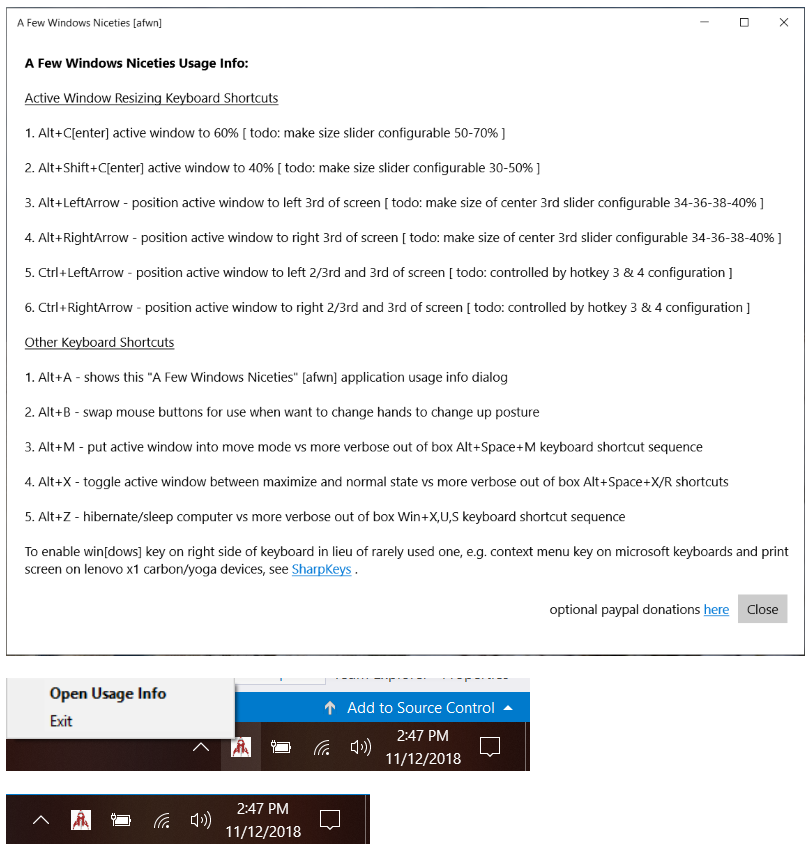 A Few Windows Niceties [afwn]
A Few Windows Niceties Usage Info:
Active Window Resizing Keyboard Shortcuts
1. Alt+C[enter] active window to 60% [ todo: make size slider configurable 50-70% ]
2. Alt+Shift+C[enter] active window to 40% [ todo: make size slider configurable 30-50% ]
3. Alt+LeftArrow - position active window to left 3rd of screen [ todo: make size of center 3rd slider configurable 34-36-38-40% ]
4. Alt+RightArrow - position active window to right 3rd of screen [ todo: make size of center 3rd slider configurable 34-36-38-40% ]
5. Ctrl+LeftArrow - position active window to left 2/3rd and 3rd of screen [ todo: controlled by hotkey 3 & 4 configuration ]
6. Ctrl+RightArrow - position active window to right 2/3rd and 3rd of screen [ todo: controlled by hotkey 3 & 4 configuration ]
Other Keyboard Shortcuts
1. Alt+A - shows this "A Few Windows Niceties" [afwn] application usage info dialog
2. Alt+B - swap mouse buttons for use when want to change hands to change up posture
3. Alt+M - put active window into move mode vs more verbose out of box Alt+Space+M keyboard shortcut sequence
4. Alt+X - toggle active window between maximize and normal state vs more verbose out of box Alt+Space+X/R shortcuts
5. Alt+Z - hibernate/sleep computer vs more verbose out of box Win+X,U,S keyboard shortcut sequence
To enable win[dows] key on right side of keyboard in lieu of rarely used one, e.g. context menu key on microsoft keyboards and print
screen on lenovo x1 carbon/yoga devices, see SharpKeys .
optional paypal donations here Close
Open Usage Info
Exit
Add to Source Control
2:47 PM
11/12/2018
2:47 PM
11/12/2018